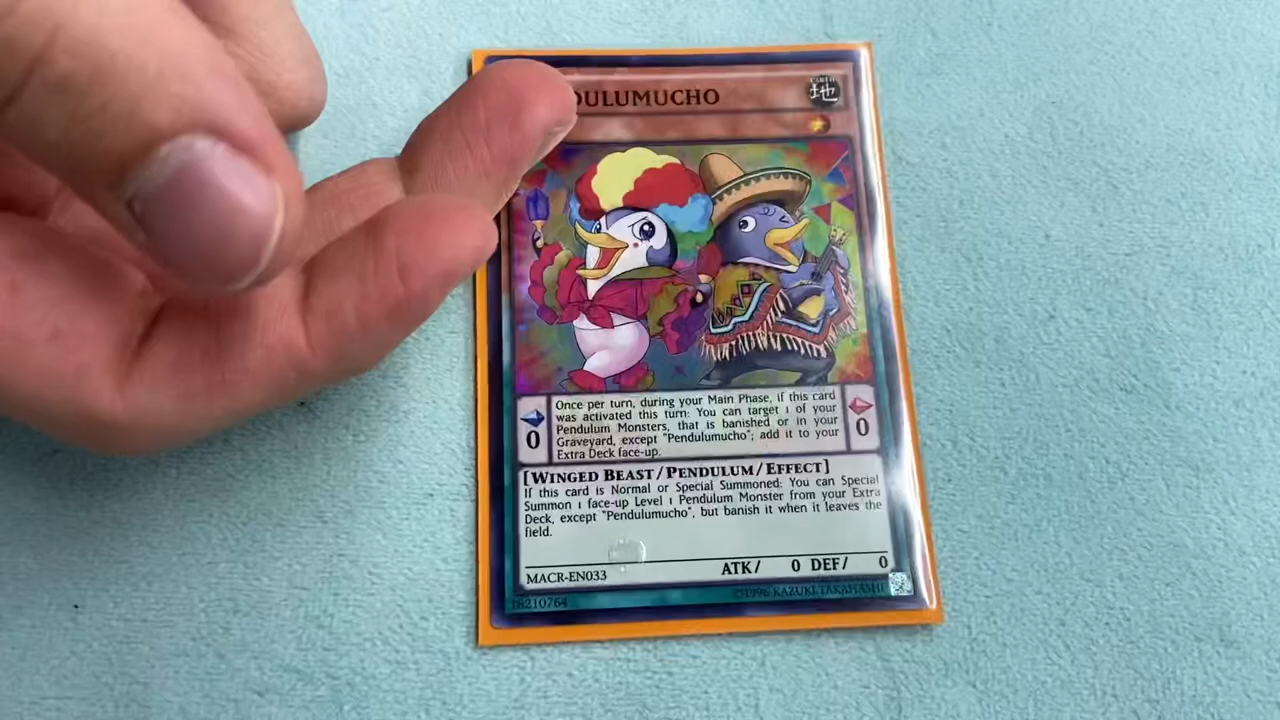 DULUMUCHO
EARTH
地
Once per turn, during your Main Phase, if this card
was activated this turn: You can target 1 of your
Pendulum Monsters, that is banished or in your
Graveyard, except "Pendulumucho"; add it to your
Extra Deck face-up.
0
0
[WINGED BEAST/PENDULUM/EFFECT]
If this card is Normal or Special Summoned: You can Special
Summon 1 face-up Level 1 Pendulum Monster from your Extra
Deck, except "Pendulumucho", but banish it when it leaves the
field.
ATK/ 0 DEF/ 0
MACR-EN033
18210764
©1996 KAZUKI TAKAHASHI